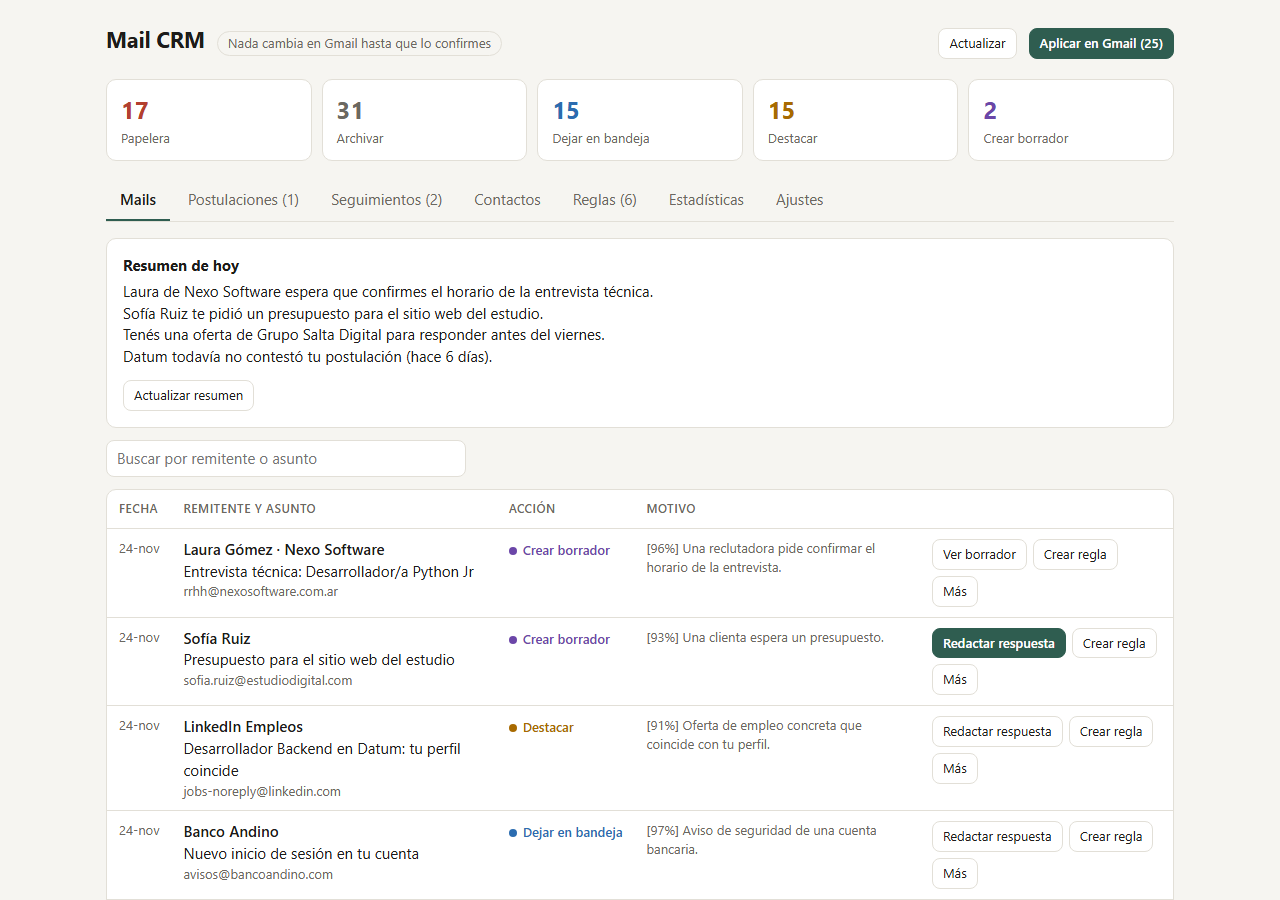 Mail CRM
Nada cambia en Gmail hasta que lo confirmes
Actualizar
Aplicar en Gmail (25)
17
Papelera
31
Archivar
15
Dejar en bandeja
15
Destacar
2
Crear borrador
Mails
Postulaciones (1)
Seguimientos (2)
Contactos
Reglas (6)
Estadísticas
Ajustes
Resumen de hoy
Laura de Nexo Software espera que confirmes el horario de la entrevista técnica.
Sofía Ruiz te pidió un presupuesto para el sitio web del estudio.
Tenés una oferta de Grupo Salta Digital para responder antes del viernes.
Datum todavía no contestó tu postulación (hace 6 días).
Actualizar resumen
Buscar por remitente o asunto
FECHA
REMITENTE Y ASUNTO
ACCIÓN
MOTIVO
24-nov
Laura Gómez · Nexo Software
Entrevista técnica: Desarrollador/a Python Jr
rrhh@nexosoftware.com.ar
Crear borrador
[96%] Una reclutadora pide confirmar el
horario de la entrevista.
Ver borrador
Crear regla
Más
24-nov
Sofía Ruiz
Presupuesto para el sitio web del estudio
sofia.ruiz@estudiodigital.com
Crear borrador
[93%] Una clienta espera un presupuesto.
Redactar respuesta
Crear regla
Más
24-nov
LinkedIn Empleos
Desarrollador Backend en Datum: tu perfil
coincide
jobs-noreply@linkedin.com
Destacar
[91%] Oferta de empleo concreta que
coincide con tu perfil.
Redactar respuesta
Crear regla
Más
24-nov
Banco Andino
Nuevo inicio de sesión en tu cuenta
avisos@bancoandino.com
Dejar en bandeja
[97%] Aviso de seguridad de una cuenta
bancaria.
Redactar respuesta
Crear regla
Más